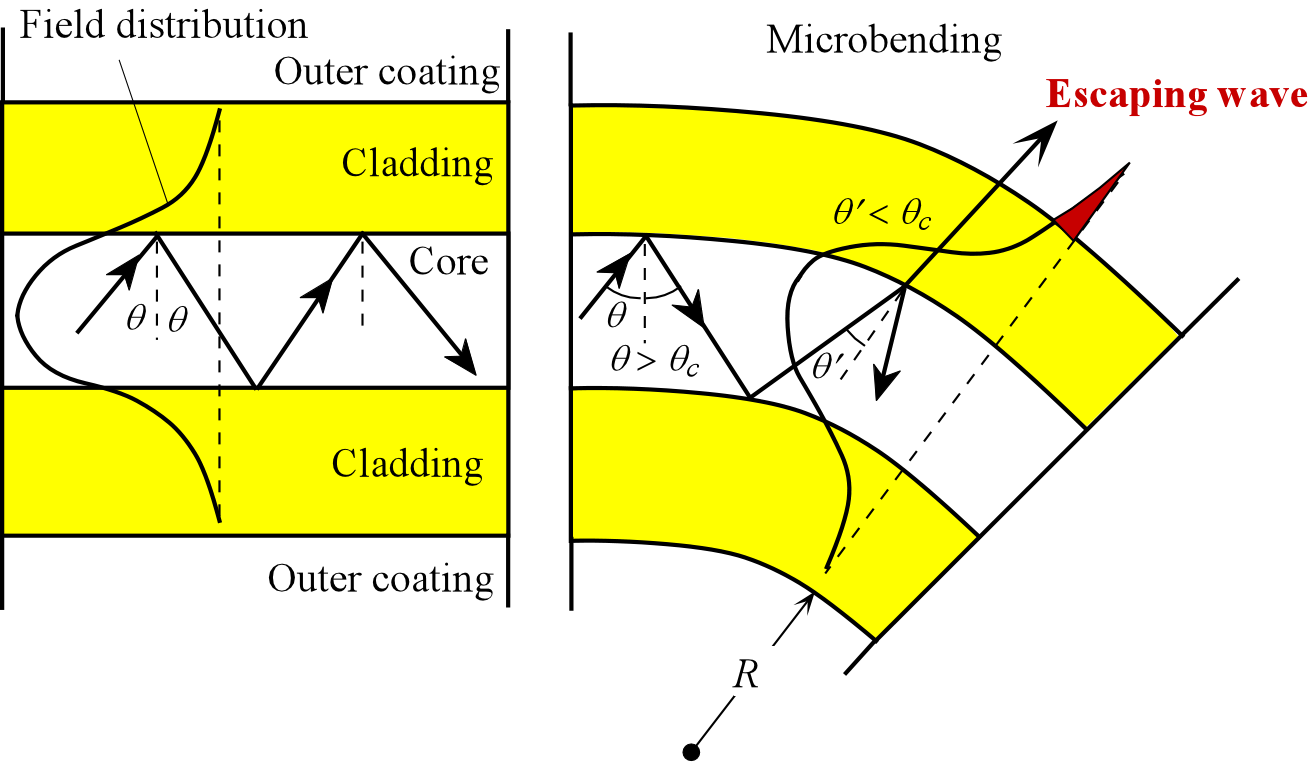 Field distribution
Outer coating
Cladding
Core
θ θ
Cladding
Outer coating
Microbending
Escaping wave
θ′ < θc
θ
θ > θc
θ′
R